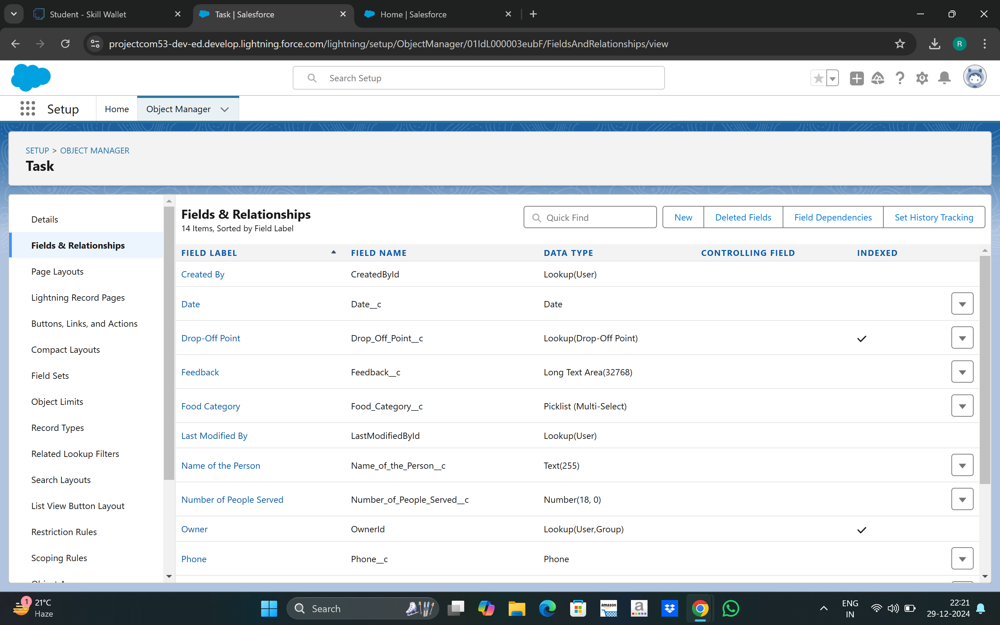 Student - Skill Wallet
Task | Salesforce
Home | Salesforce
projectcom53-dev-ed.develop.lightning.force.com/lightning/setup/ObjectManager/01IdL000003eubF/FieldsAndRelationships/view
R
Search Setup
Setup
Home
Object Manager
SETUP > OBJECT MANAGER
Task
Details
Fields & Relationships
Page Layouts
Lightning Record Pages
Buttons, Links, and Actions
Compact Layouts
Field Sets
Object Limits
Record Types
Related Lookup Filters
Search Layouts
List View Button Layout
Restriction Rules
Scoping Rules
Fields & Relationships
14 Items, Sorted by Field Label
Quick Find
New
Deleted Fields
Field Dependencies
Set History Tracking
FIELD LABEL FIELD NAME DATA TYPE CONTROLLING FIELD INDEXED
Created By CreatedById Lookup(User)
Date Date__c Date
Drop-Off Point Drop_Off_Point__c Lookup(Drop-Off Point)
Feedback Feedback__c Long Text Area(32768)
Food Category Food_Category__c Picklist (Multi-Select)
Last Modified By LastModifiedById Lookup(User)
Name of the Person Name_of_the_Person__c Text(255)
Number of People Served Number_of_People_Served__c Number(18, 0)
Owner OwnerId Lookup(User,Group)
Phone Phone__c Phone
1
21°C
Haze
Search
amazon
a
ENG
IN
22:21
29-12-2024